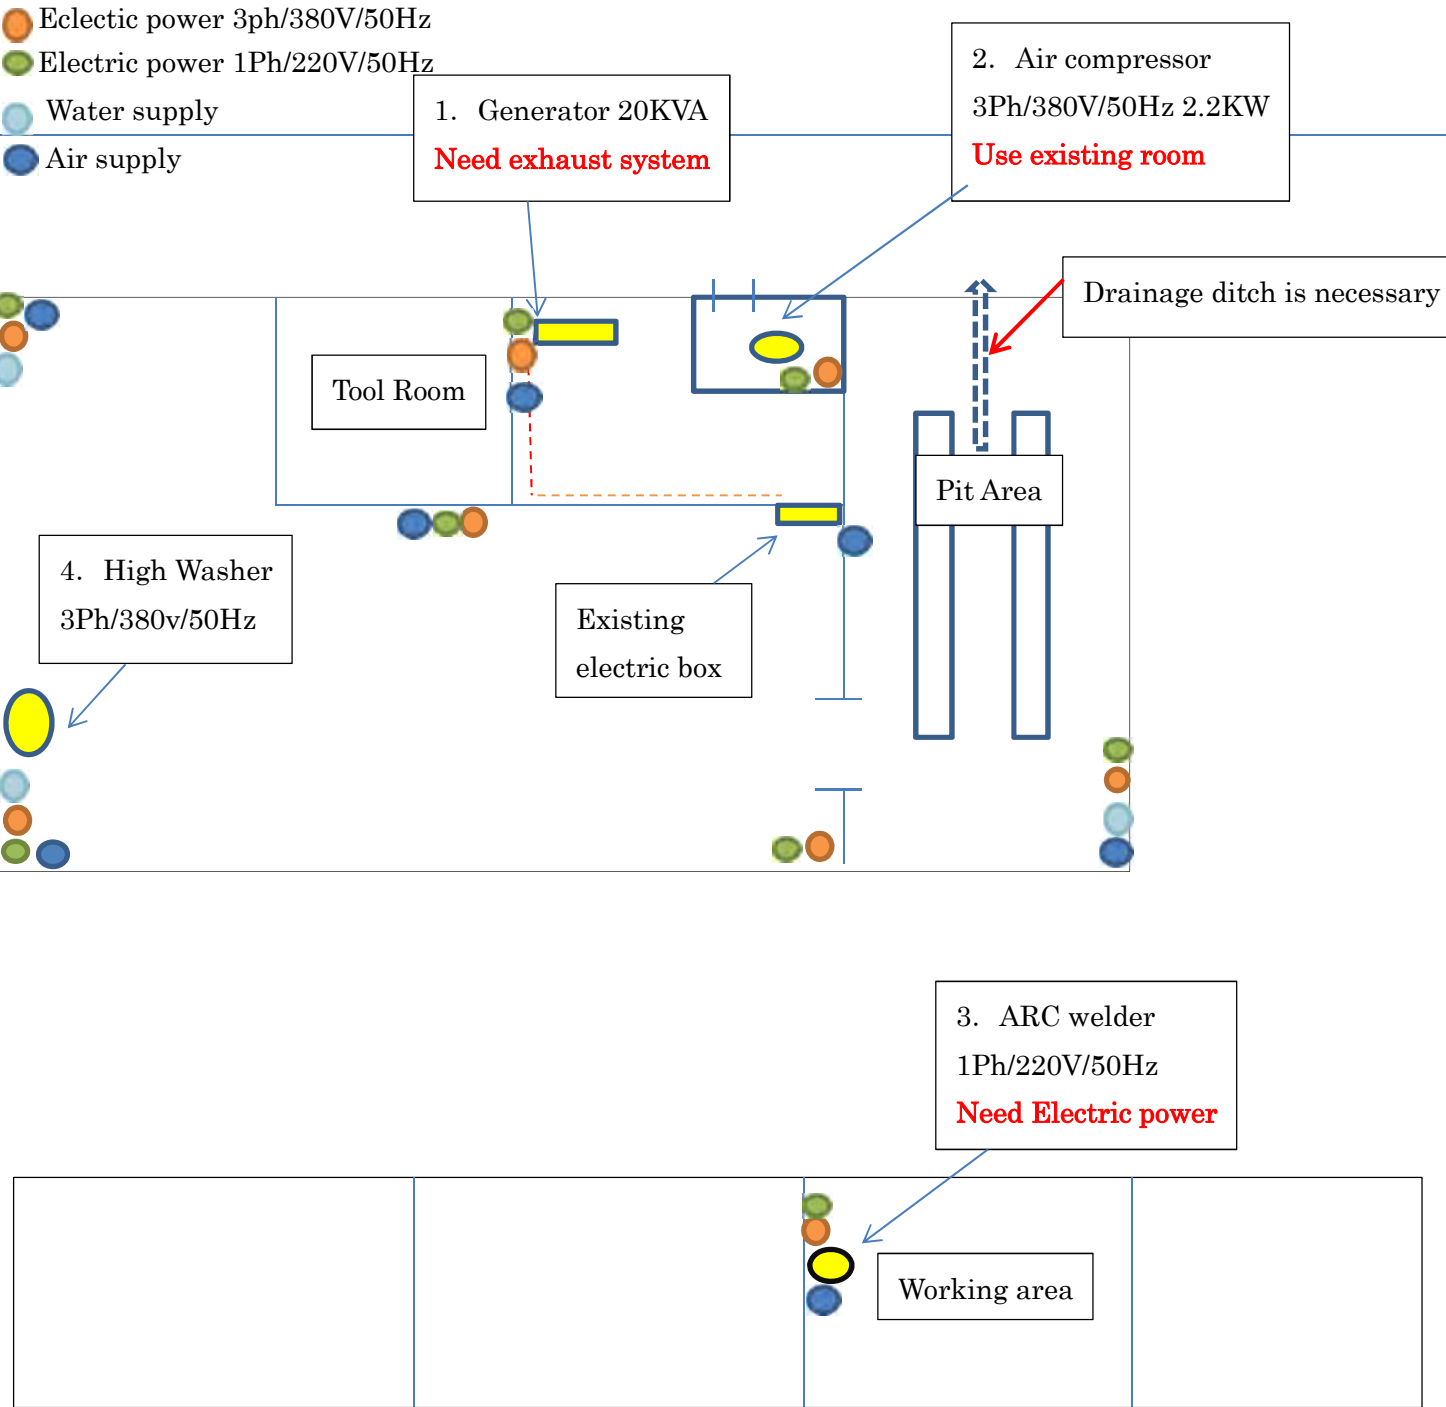 Eclectic power 3ph/380V/50Hz
Electric power 1Ph/220V/50Hz
Water supply
Air supply
1. Generator 20KVA
Need exhaust system
2. Air compressor
3Ph/380V/50Hz 2.2KW
Use existing room
Drainage ditch is necessary
Tool Room
Pit Area
4. High Washer
3Ph/380v/50Hz
Existing
electric box
3. ARC welder
1Ph/220V/50Hz
Need Electric power
Working area